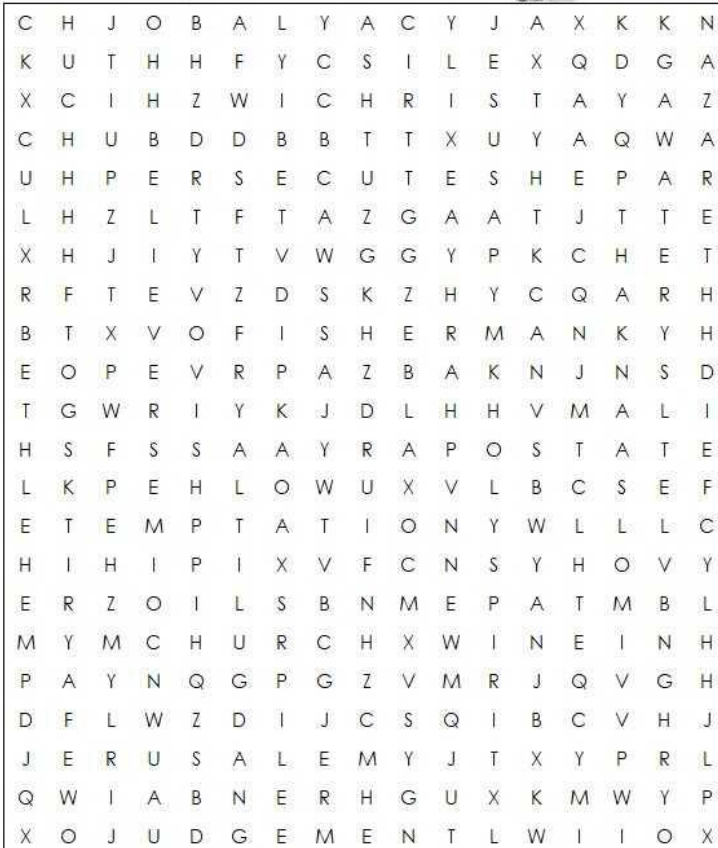 C H J O B A L Y A C Y J A X K K N
K U T H H F Y C S I L E X Q D G A
X C I H Z W I C H R I S T A Y A Z
C H U B D D B B T T X U Y A Q W A
U H P E R S E C U T E S H E P A R
L H Z L T F T A Z G A A T J T T E
X H J I Y T V W G G Y P K C H E T
R F T E V Z D S K Z H Y C Q A R H
B T X V O F I S H E R M A N K Y H
E O P E V R P A Z B A K N J N S D
T G W R I Y K J D L H H V M A L I
H S F S S A A Y R A P O S T A T E
L K P E H L O W U X V L B C S E F
E T E M P T A T I O N Y W L L L C
H I H I P I X V F C N S Y H O V Y
E R Z O I L S B N M E P A T M B L
M Y M C H U R C H X W I N E I N H
P A Y N Q G P G Z V M R J Q V G H
D F L W Z D I J C S Q I B C V H J
J E R U S A L E M Y J T X Y P R L
Q W I A B N E R H G U X K M W Y P
X O J U D G E M E N T L W I I O X